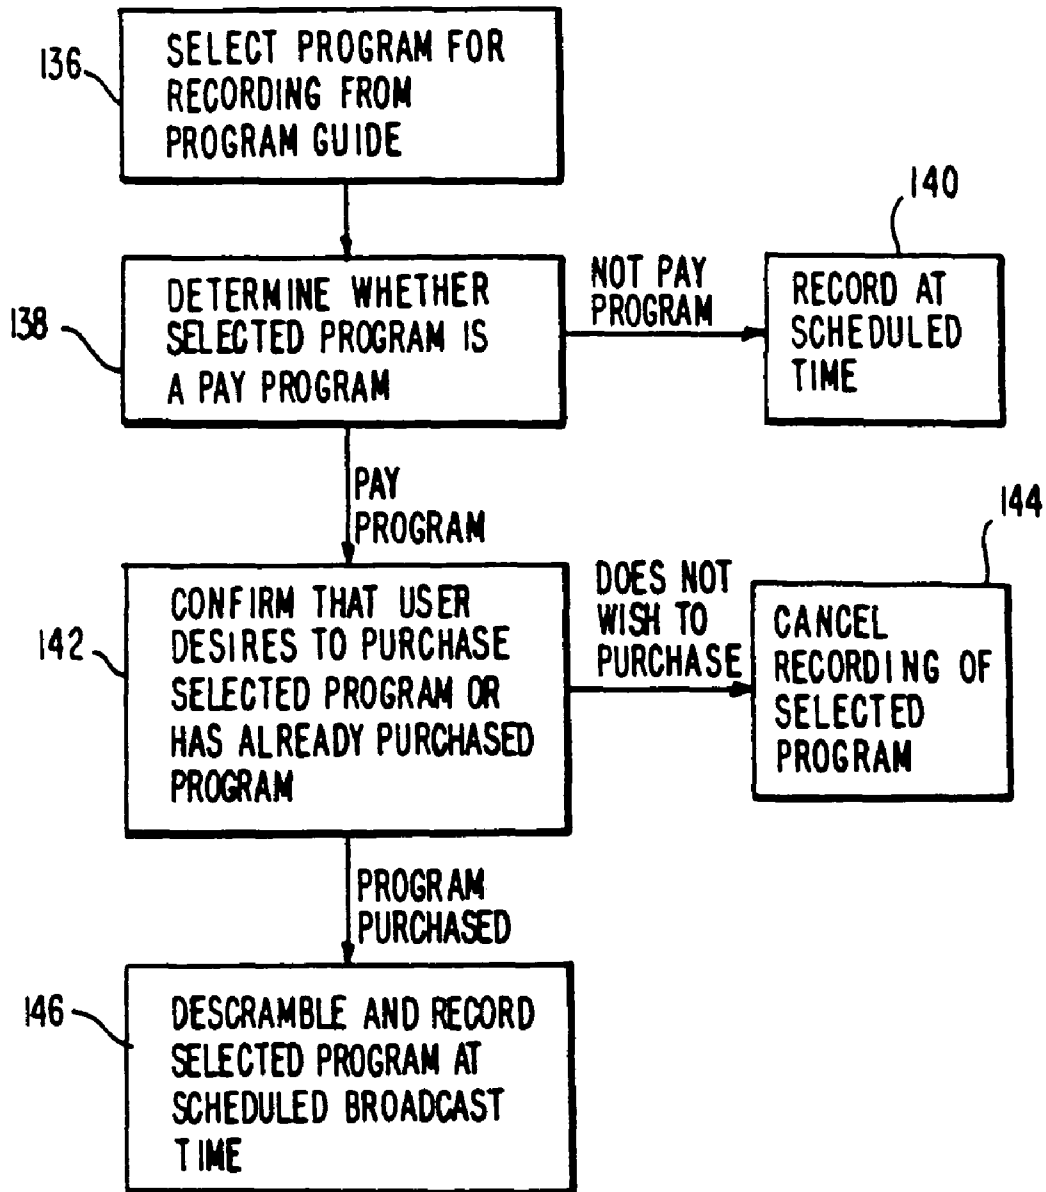 136
SELECT PROGRAM FOR
RECORDING FROM
PROGRAM GUIDE
138
DETERMINE WHETHER
SELECTED PROGRAM IS
A PAY PROGRAM
NOT PAY
PROGRAM
140
RECORD AT
SCHEDULED
TIME
PAY
PROGRAM
142
CONFIRM THAT USER
DESIRES TO PURCHASE
SELECTED PROGRAM OR
HAS ALREADY PURCHASED
PROGRAM
DOES NOT
WISH TO
PURCHASE
144
CANCEL
RECORDING OF
SELECTED
PROGRAM
PROGRAM
PURCHASED
146
DESCRAMBLE AND RECORD
SELECTED PROGRAM AT
SCHEDULED BROADCAST
TIME